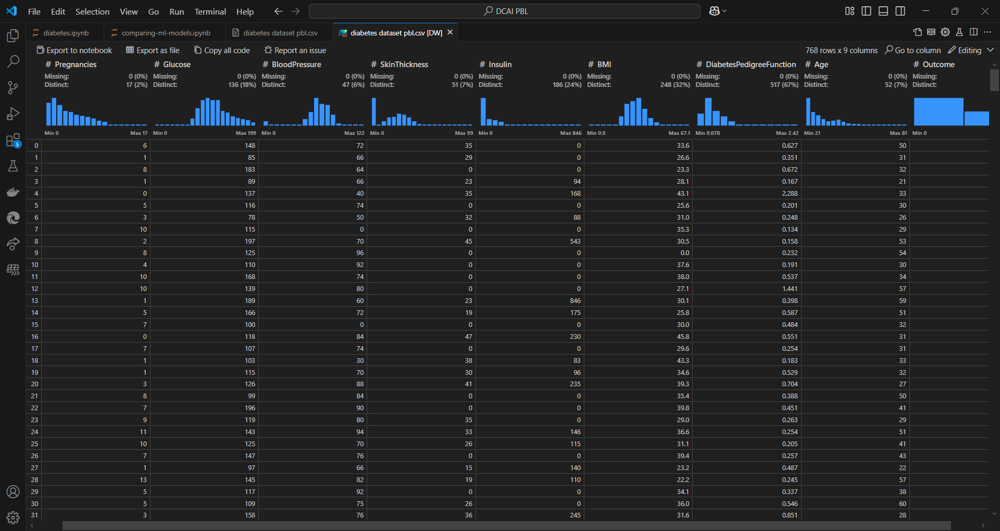 File Edit Selection View Go Run Terminal Help DCAI PBL
diabetes.ipynb comparing-ml-models.ipynb diabetes dataset pbl.csv diabetes dataset pbl.csv [DW]
Export to notebook Export as file Copy all code Report an issue 768 rows x 9 columns Go to column Editing
# Pregnancies # Glucose # BloodPressure # SkinThickness # Insulin # BMI # DiabetesPedigreeFunction # Age # Outcome
Missing: 0 (0%) Missing: 0 (0%) Missing: 0 (0%) Missing: 0 (0%) Missing: 0 (0%) Missing: 0 (0%) Missing: 0 (0%) Missing: 0 (0%) Missing:
Distinct: 17 (2%) Distinct: 136 (18%) Distinct: 47 (6%) Distinct: 51 (7%) Distinct: 186 (24%) Distinct: 248 (32%) Distinct: 517 (67%) Distinct: 52 (7%) Distinct:
Min 0 Max 17 Min 0 Max 199 Min 0 Max 122 Min 0 Max 99 Min 0 Max 846 Min 0.0 Max 67.1 Min 0.078 Max 2.42 Min 21 Max 81 Min 0
0 6 148 72 35 0 33.6 0.627 50
1 1 85 66 29 0 26.6 0.351 31
5
2 8 183 64 0 0 23.3 0.672 32
3 1 89 66 23 94 28.1 0.167 21
4 0 137 40 35 168 43.1 2.288 33
5 5 116 74 0 0 25.6 0.201 30
6 3 78 50 32 88 31.0 0.248 26
7 10 115 0 0 0 35.3 0.134 29
8 2 197 70 45 543 30.5 0.158 53
9 8 125 96 0 0 0.0 0.232 54
10 4 110 92 0 0 37.6 0.191 30
11 10 168 74 0 0 38.0 0.537 34
12 10 139 80 0 0 27.1 1.441 57
13 1 189 60 23 846 30.1 0.398 59
14 5 166 72 19 175 25.8 0.587 51
15 7 100 0 0 0 30.0 0.484 32
16 0 118 84 47 230 45.8 0.551 31
17 7 107 74 0 0 29.6 0.254 31
18 1 103 30 38 83 43.3 0.183 33
19 1 115 70 30 96 34.6 0.529 32
20 3 126 88 41 235 39.3 0.704 27
21 8 99 84 0 0 35.4 0.388 50
22 7 196 90 0 0 39.8 0.451 41
23 9 119 80 35 0 29.0 0.263 29
24 11 143 94 33 146 36.6 0.254 51
25 10 125 70 26 115 31.1 0.205 41
26 7 147 76 0 0 39.4 0.257 43
27 1 97 66 15 140 23.2 0.487 22
28 13 145 82 19 110 22.2 0.245 57
29 5 117 92 0 0 34.1 0.337 38
30 5 109 75 26 0 36.0 0.546 60
31 3 158 76 36 245 31.6 0.851 28